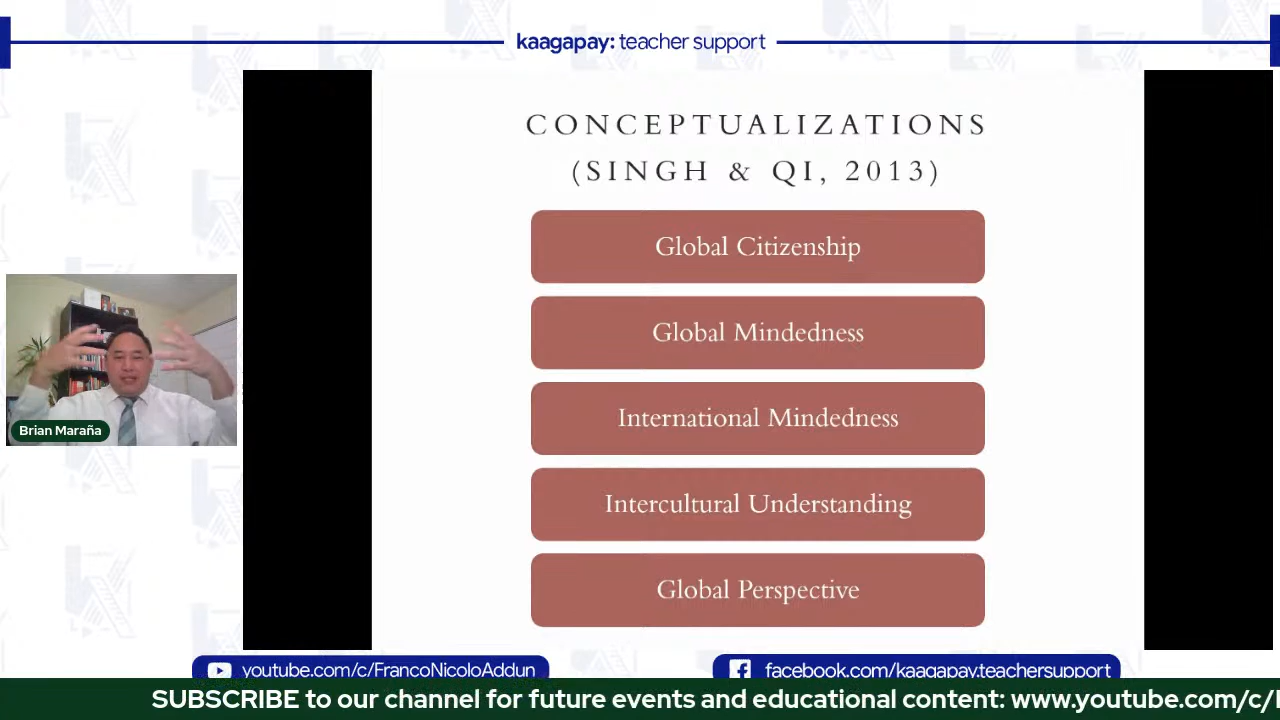 kaagapay: teacher support
CONCEPTUALIZATIONS
(SINGH & QI, 2013)
Global Citizenship
Global Mindedness
International Mindedness
Intercultural Understanding
Global Perspective
Brian Maraña
youtube.com/c/FrancoNicoloAddun
facebook.com/kaagapay.teachersupport
SUBSCRIBE to our channel for future events and educational content: www.youtube.com/c/